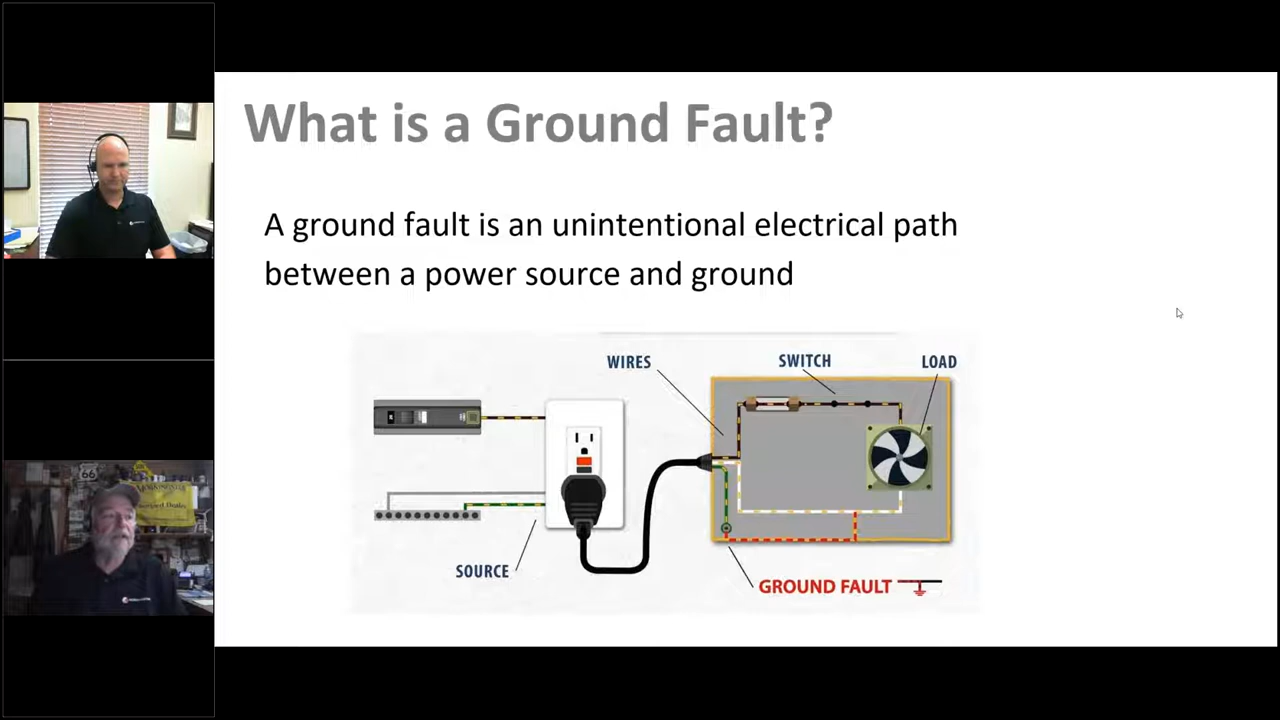 What is a Ground Fault?
A ground fault is an unintentional electrical path
between a power source and ground
WIRES
SWITCH
LOAD
SOURCE
GROUND FAULT
66